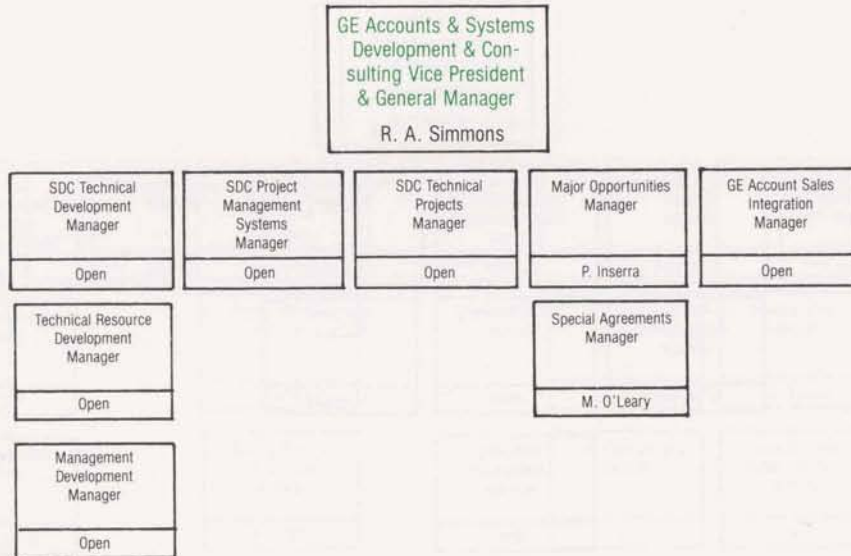 GE Accounts & Systems
Development & Con-
sulting Vice President
& General Manager
R. A. Simmons
SDC Technical
Development
Manager
Open
SDC Project
Management
Systems
Manager
Open
SDC Technical
Projects
Manager
Open
Major Opportunities
Manager
P. Inserra
GE Account Sales
Integration
Manager
Open
Technical Resource
Development
Manager
Open
Special Agreements
Manager
M. O'Leary
Management
Development
Manager
Open